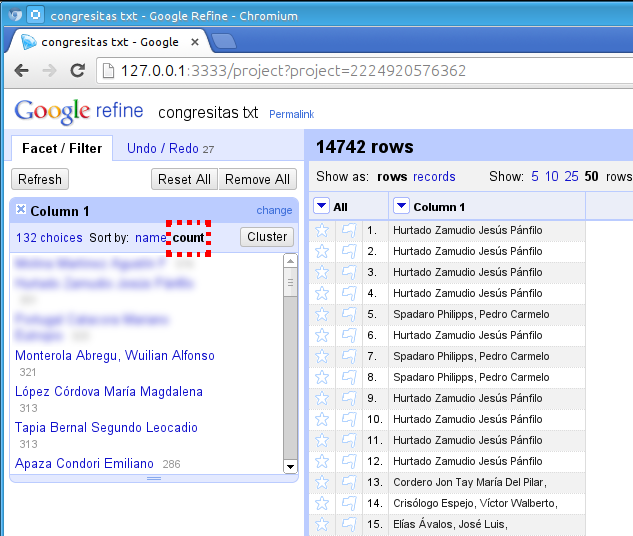 congresitas txt - Google Refine - Chromium
congresitas txt - Google
127.0.0.1:3333/project?project=2224920576362
Google refine congresitas txt Permalink
Facet / Filter Undo / Redo 27
Refresh Reset All Remove All
Column 1 change
132 choices Sort by: name count Cluster
Monterola Abregu, Wuilian Alfonso
321
López Córdova María Magdalena
313
Tapia Bernal Segundo Leocadio
313
Apaza Condori Emiliano 286
14742 rows
Show as: rows records Show: 5 10 25 50 rows
All Column 1
1. Hurtado Zamudio Jesús Pánfilo
2. Hurtado Zamudio Jesús Pánfilo
3. Hurtado Zamudio Jesús Pánfilo
4. Hurtado Zamudio Jesús Pánfilo
5. Spadaro Philipps, Pedro Carmelo
6. Hurtado Zamudio Jesús Pánfilo
7. Spadaro Philipps, Pedro Carmelo
8. Spadaro Philipps, Pedro Carmelo
9. Hurtado Zamudio Jesús Pánfilo
10. Hurtado Zamudio Jesús Pánfilo
11. Hurtado Zamudio Jesús Pánfilo
12. Hurtado Zamudio Jesús Pánfilo
13. Cordero Jon Tay María Del Pilar,
14. Crisólogo Espejo, Víctor Walberto,
15. Elías Ávalos, José Luis,